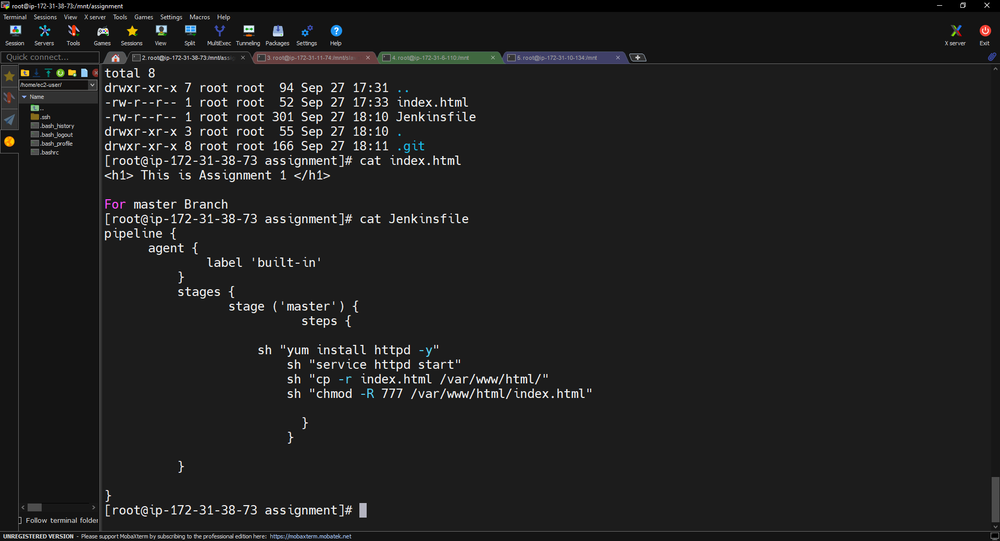 root@ip-172-31-38-73:/mnt/assignment
Terminal Sessions View X server Tools Games Settings Macros Help
Session Servers Tools Games Sessions View Split MultiExec Tunneling Packages Settings Help X server Exit
Quick connect...
2. root@ip-172-31-38-73:/mnt/assig
3. root@ip-172-31-11-74:/mnt/sla
4. root@ip-172-31-6-110:/mnt
5. root@ip-172-31-10-134:/mnt
/home/ec2-user/
Name
..
.ssh
.bash_history
.bash_logout
.bash_profile
.bashrc
Follow terminal folder
total 8
drwxr-xr-x 7 root root  94 Sep 27 17:31 ..
-rw-r--r-- 1 root root  52 Sep 27 17:33 index.html
-rw-r--r-- 1 root root 301 Sep 27 18:10 Jenkinsfile
drwxr-xr-x 3 root root  55 Sep 27 18:10 .
drwxr-xr-x 8 root root 166 Sep 27 18:11 .git
[root@ip-172-31-38-73 assignment]# cat index.html
<h1> This is Assignment 1 </h1>
For master Branch
[root@ip-172-31-38-73 assignment]# cat Jenkinsfile
pipeline {
agent {
label 'built-in'
}
stages {
stage ('master') {
steps {
sh "yum install httpd -y"
sh "service httpd start"
sh "cp -r index.html /var/www/html/"
sh "chmod -R 777 /var/www/html/index.html"
}
}
}
}
[root@ip-172-31-38-73 assignment]#
UNREGISTERED VERSION - Please support MobaXterm by subscribing to the professional edition here: https://mobaxterm.mobatek.net